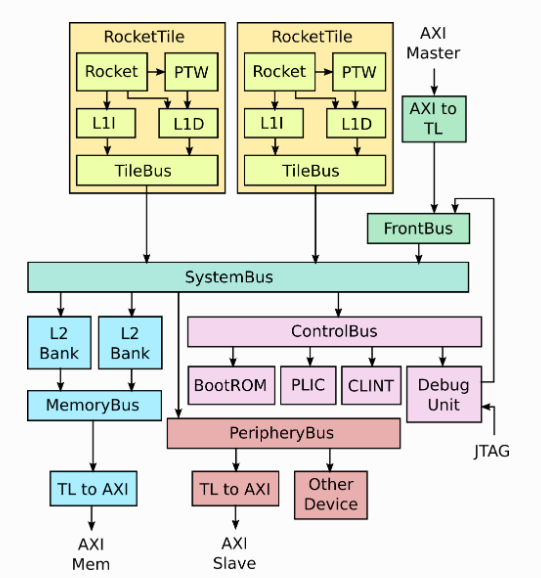 RocketTile
RocketTile
AXI
Master
Rocket
PTW
Rocket
PTW
L1I
L1D
L1I
L1D
AXI to
TL
TileBus
TileBus
FrontBus
SystemBus
L2
Bank
L2
Bank
ControlBus
BootROM
PLIC
CLINT
Debug
Unit
MemoryBus
PeripheryBus
JTAG
TL to AXI
TL to AXI
Other
Device
AXI
Mem
AXI
Slave